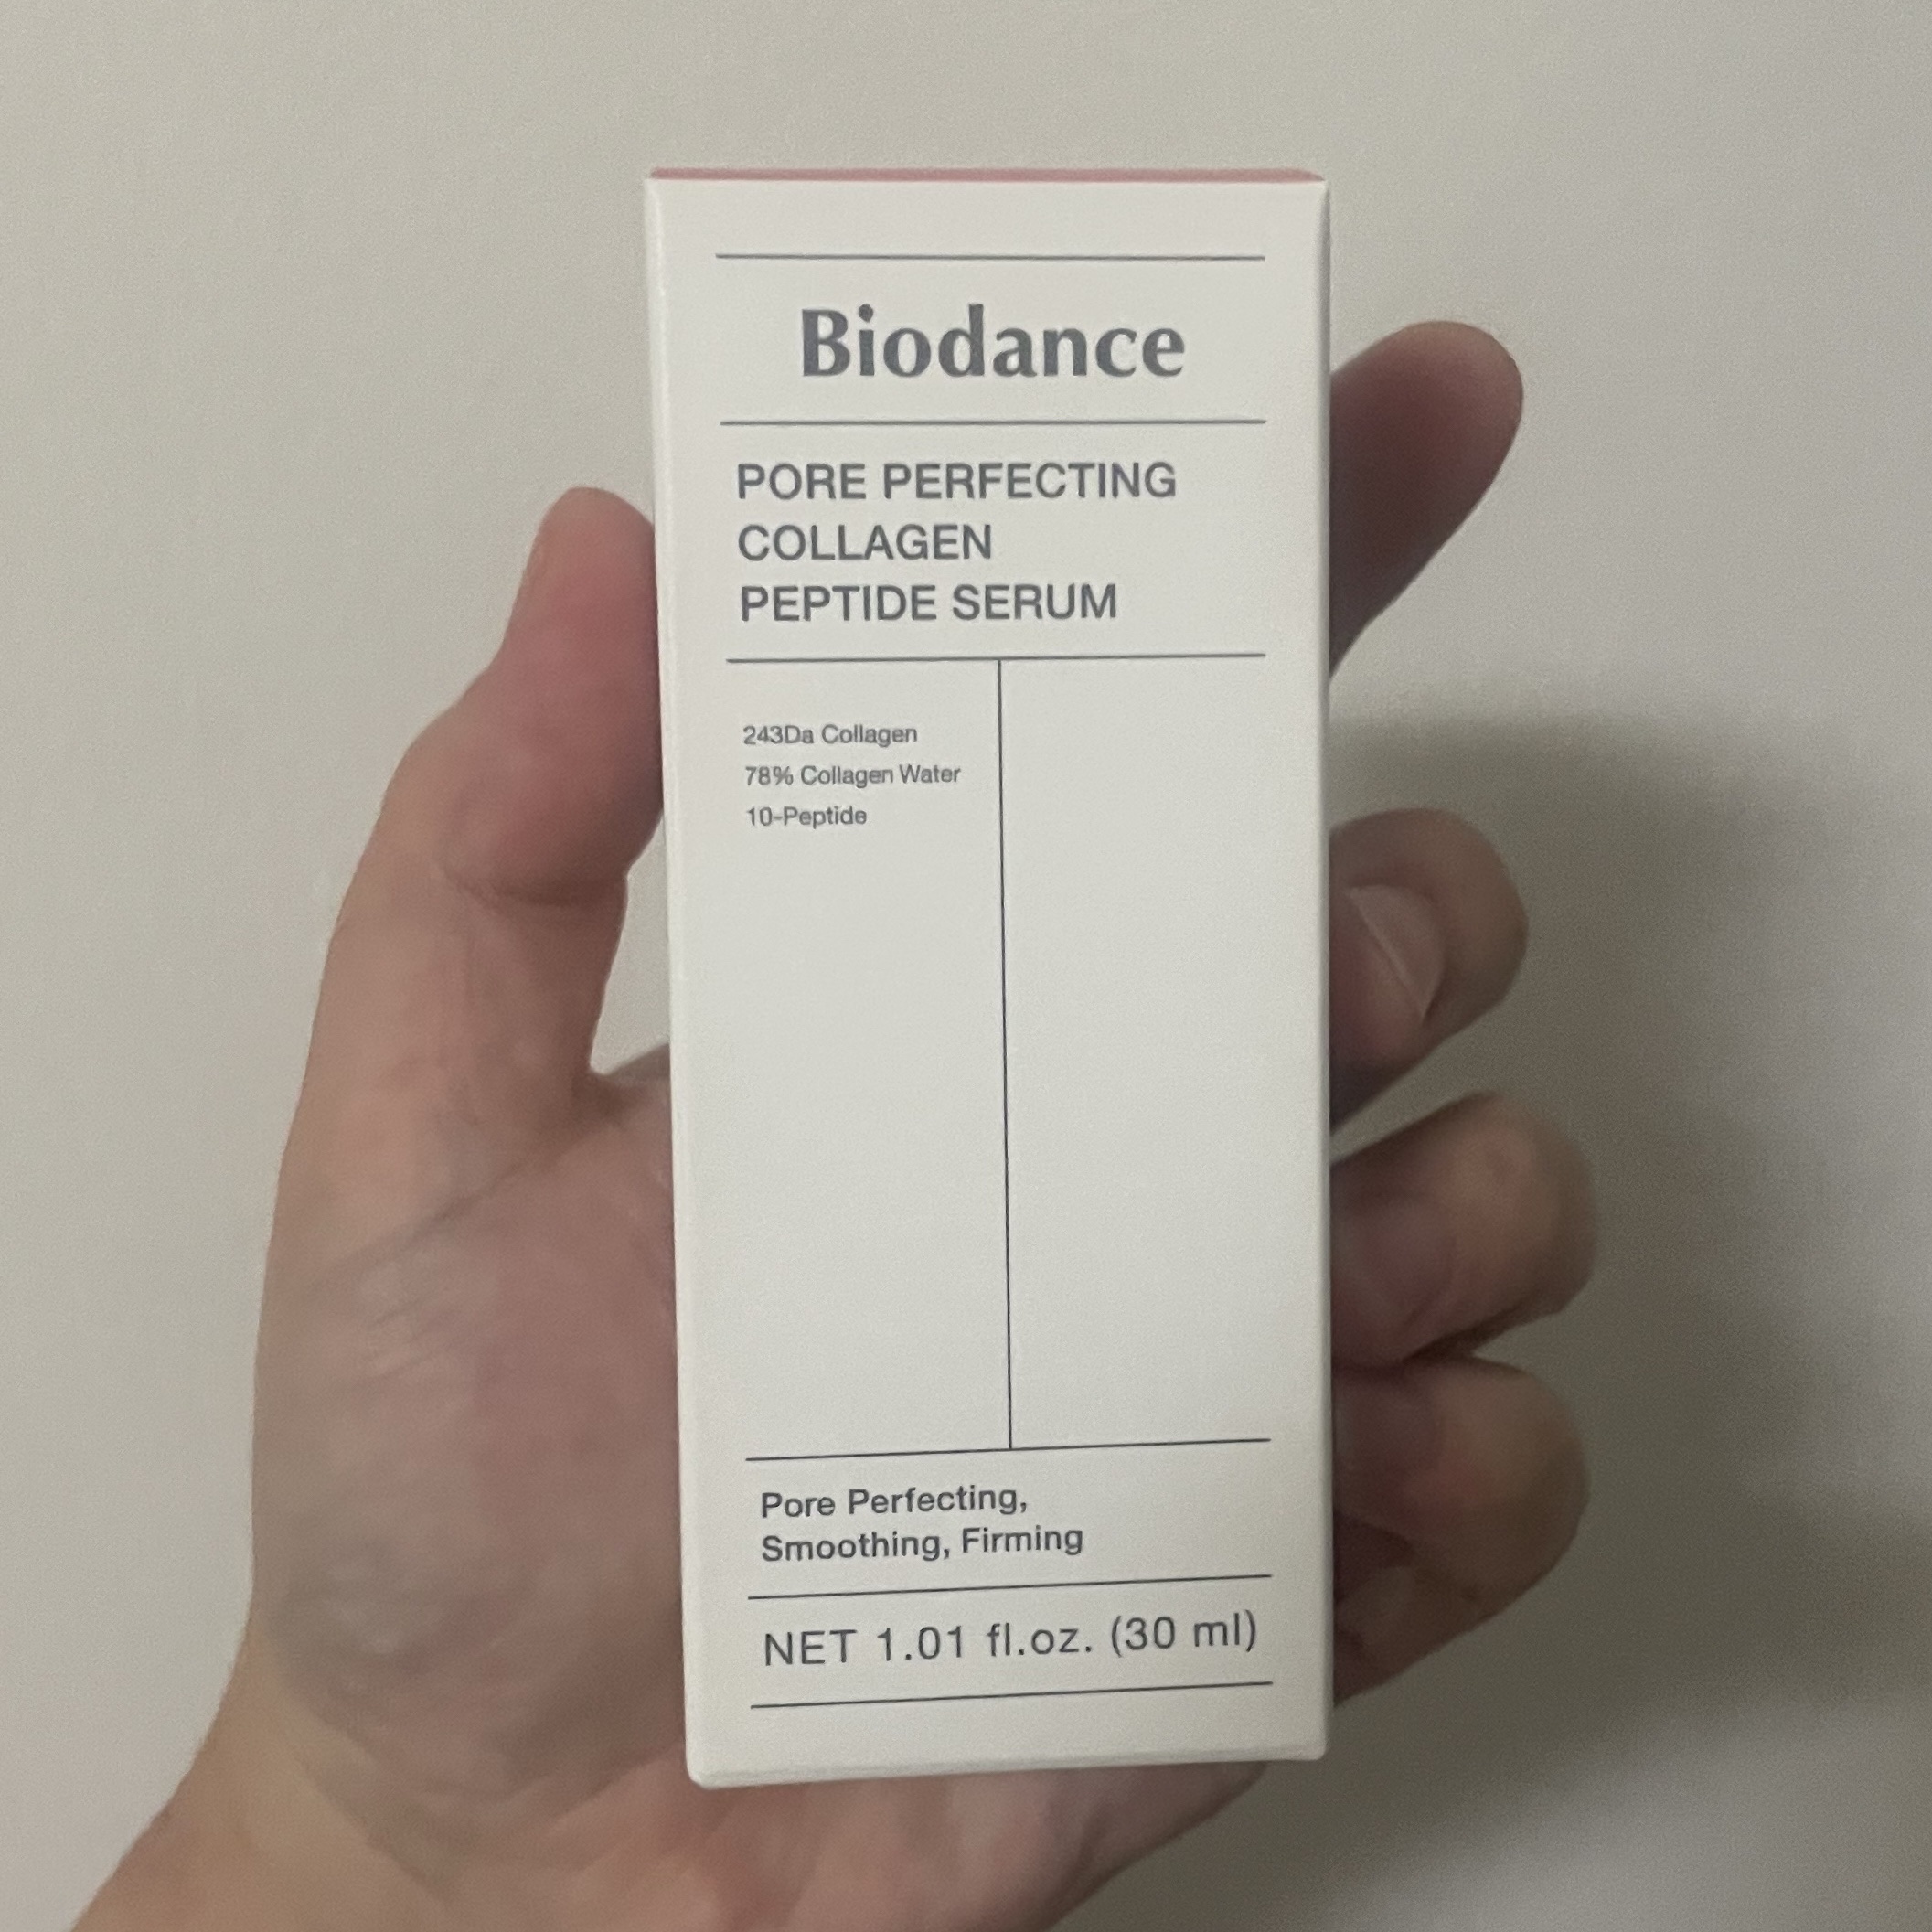 Biodance
PORE PERFECTING
COLLAGEN
PEPTIDE SERUM
243Da Collagen
78% Collagen Water
10-Peptide
Pore Perfecting,
Smoothing, Firming
NET 1.01 fl.oz. (30 ml)